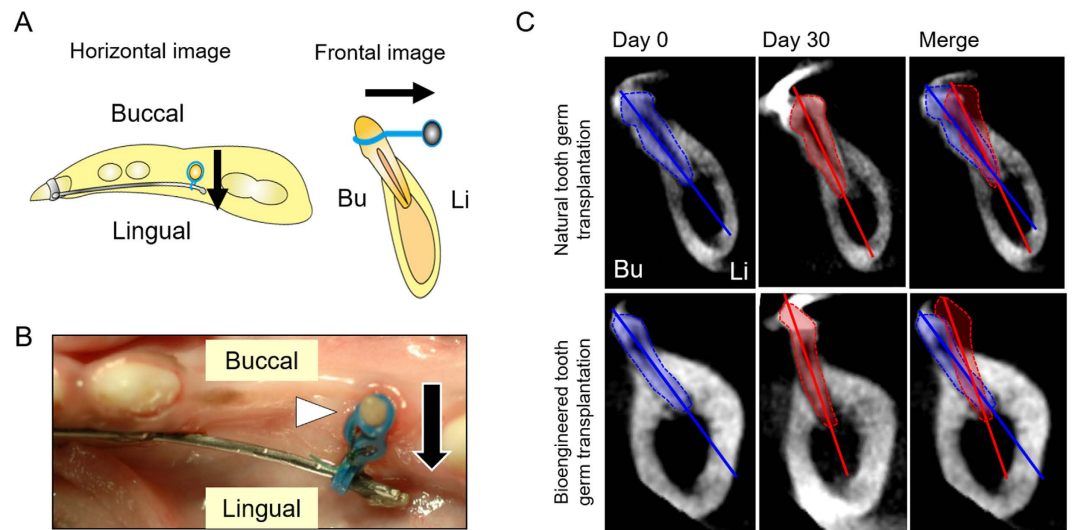 A
Horizontal image
Frontal image
Buccal
Lingual
Bu
Li
B
Buccal
Lingual
C
Day 0
Day 30
Merge
Natural tooth germ
transplantation
Bu
Li
Bioengineered tooth
germ transplantation